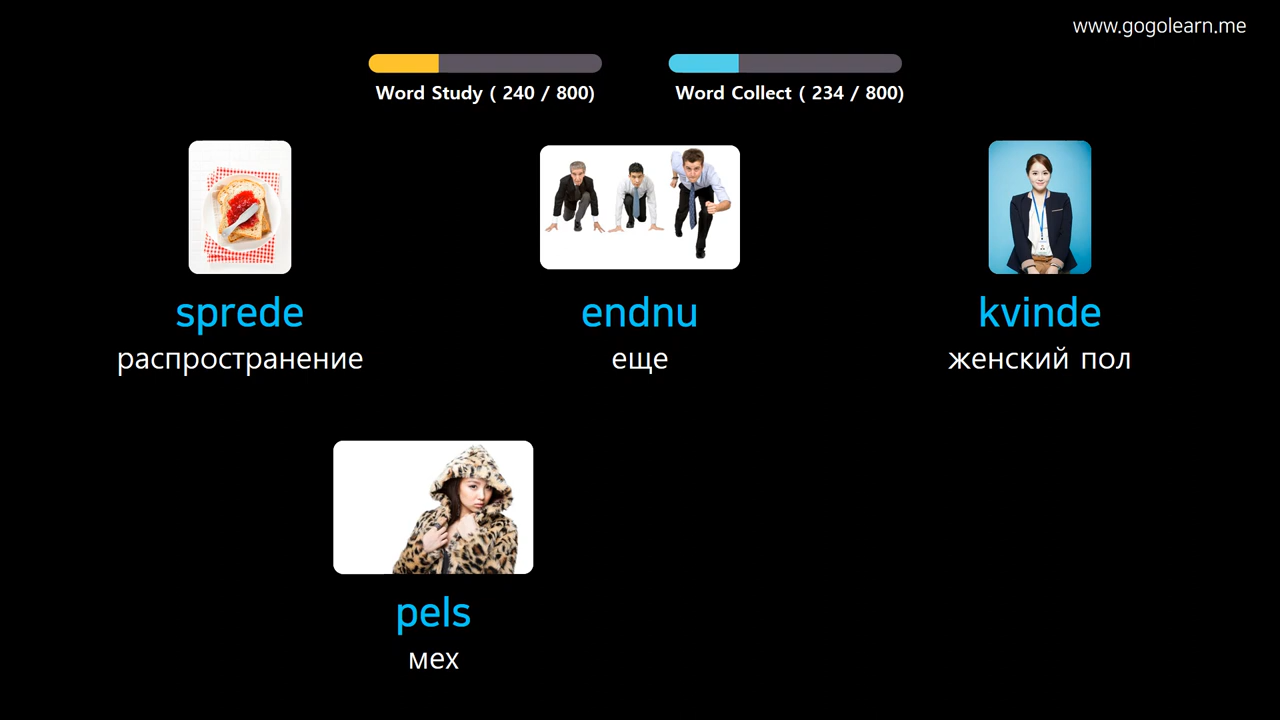 www.gogolearn.me
Word Study ( 240 / 800)
Word Collect ( 234 / 800)
sprede
распространение
endnu
еще
kvinde
женский пол
pels
мех